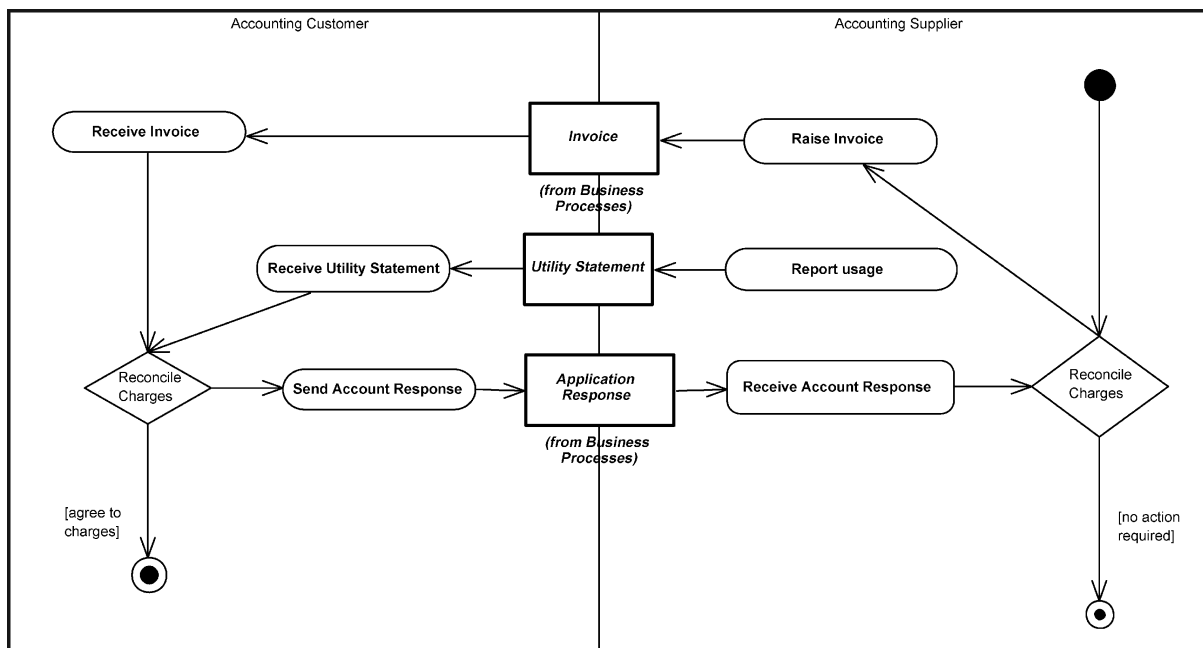 Accounting Customer
Accounting Supplier
Receive Invoice
Invoice
Raise Invoice
(from Business
Processes)
Receive Utility Statement
Utility Statement
Report usage
Reconcile
Charges
Send Account Response
Application
Response
Receive Account Response
Reconcile
Charges
(from Business
Processes)
[agree to
charges]
[no action
required]